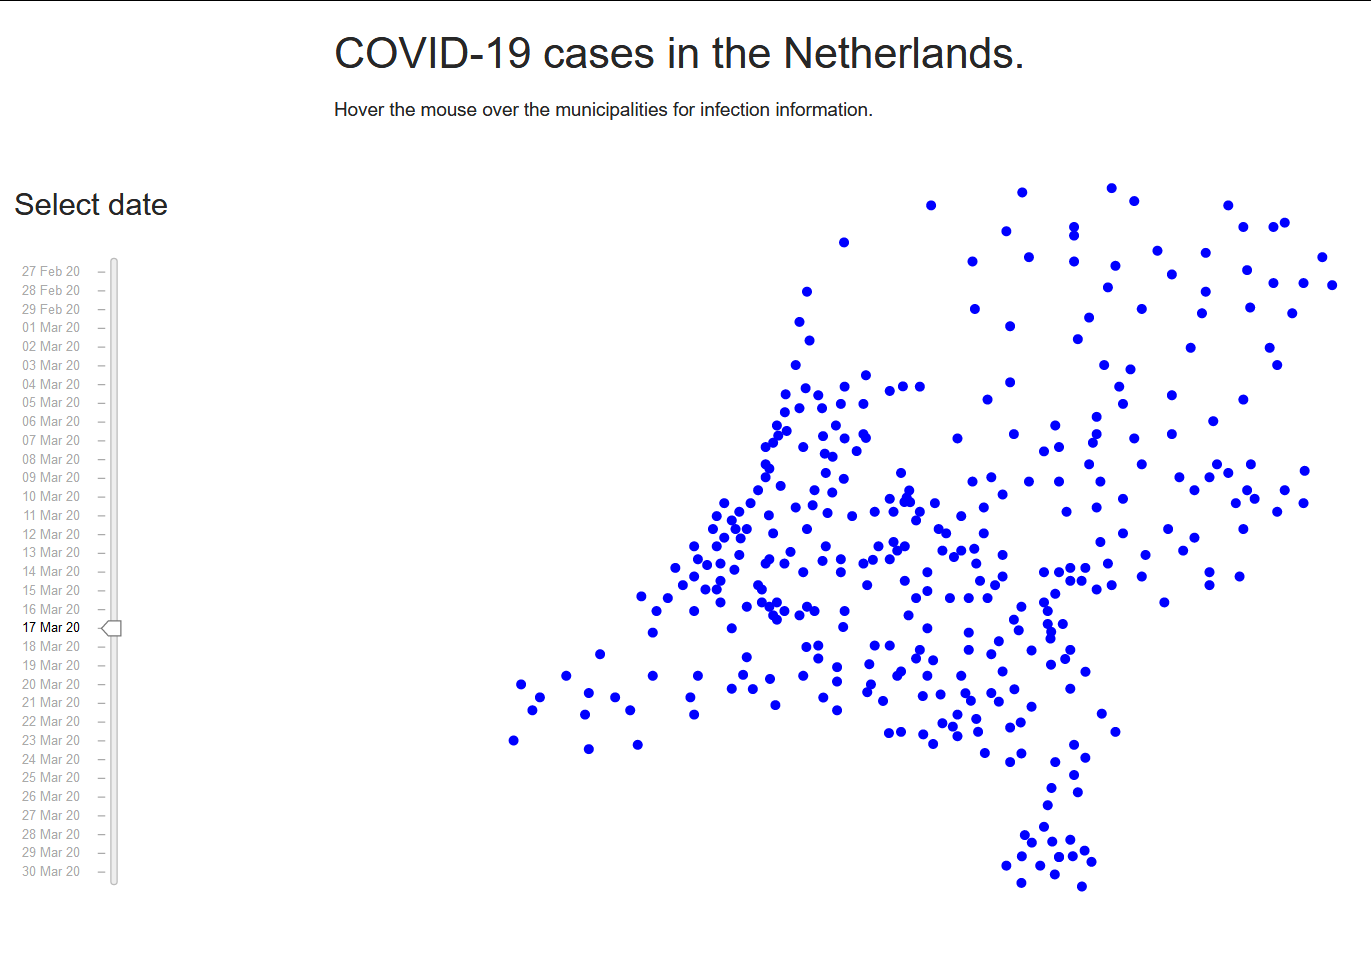 COVID-19 cases in the Netherlands.
Hover the mouse over the municipalities for infection information.
Select date
27 Feb 20
28 Feb 20
29 Feb 20
01 Mar 20
02 Mar 20
03 Mar 20
04 Mar 20
05 Mar 20
06 Mar 20
07 Mar 20
08 Mar 20
09 Mar 20
10 Mar 20
11 Mar 20
12 Mar 20
13 Mar 20
14 Mar 20
15 Mar 20
16 Mar 20
17 Mar 20
18 Mar 20
19 Mar 20
20 Mar 20
21 Mar 20
22 Mar 20
23 Mar 20
24 Mar 20
25 Mar 20
26 Mar 20
27 Mar 20
28 Mar 20
29 Mar 20
30 Mar 20